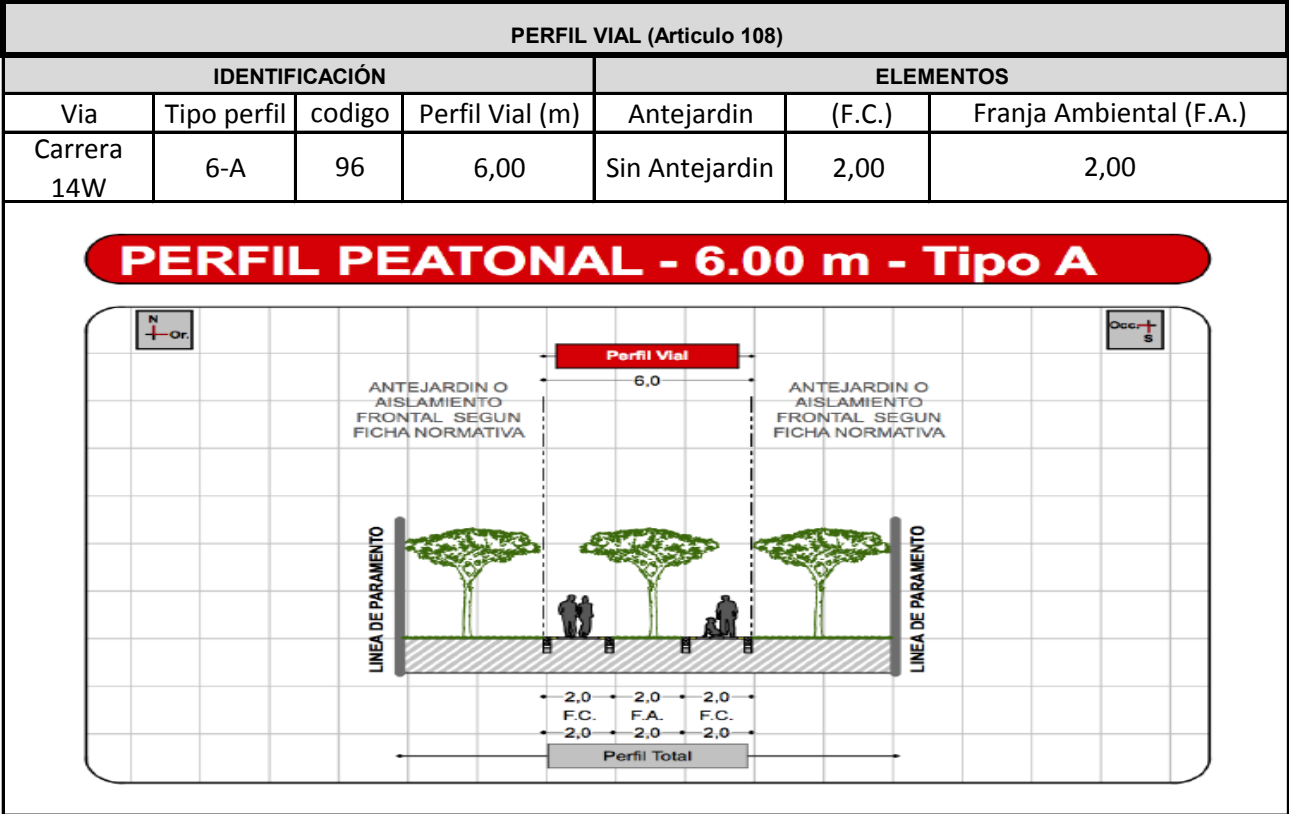 PERFIL VIAL (Articulo 108)
IDENTIFICACIÓN ELEMENTOS
Via Tipo perfil codigo Perfil Vial (m) Antejardin (F.C.) Franja Ambiental (F.A.)
Carrera 14W 6-A 96 6,00 Sin Antejardin 2,00 2,00
PERFIL PEATONAL - 6.00 m - Tipo A
N
Or.
Occ.
S
Perfil Vial
6,0
ANTEJARDIN O
AISLAMIENTO
FRONTAL SEGUN
FICHA NORMATIVA
ANTEJARDIN O
AISLAMIENTO
FRONTAL SEGUN
FICHA NORMATIVA
LINEA DE PARAMENTO
LINEA DE PARAMENTO
2,0 2,0 2,0
F.C. F.A. F.C.
2,0 2,0 2,0
Perfil Total